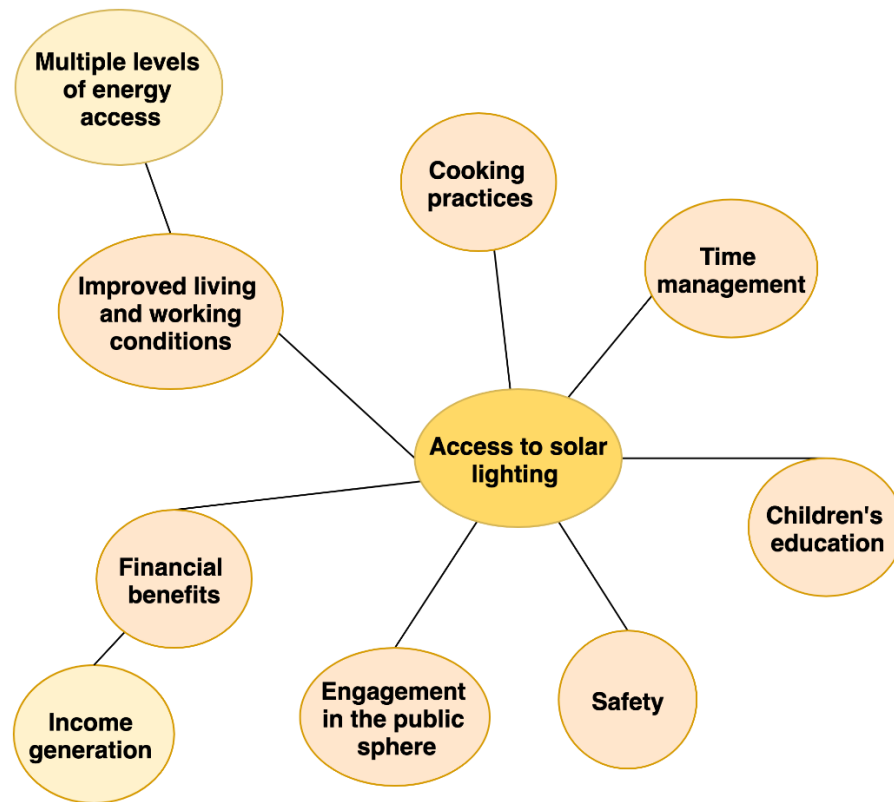 Multiple levels
of energy
access
Cooking
practices
Time
management
Improved living
and working
conditions
Access to solar
lighting
Children's
education
Financial
benefits
Engagement
in the public
sphere
Safety
Income
generation